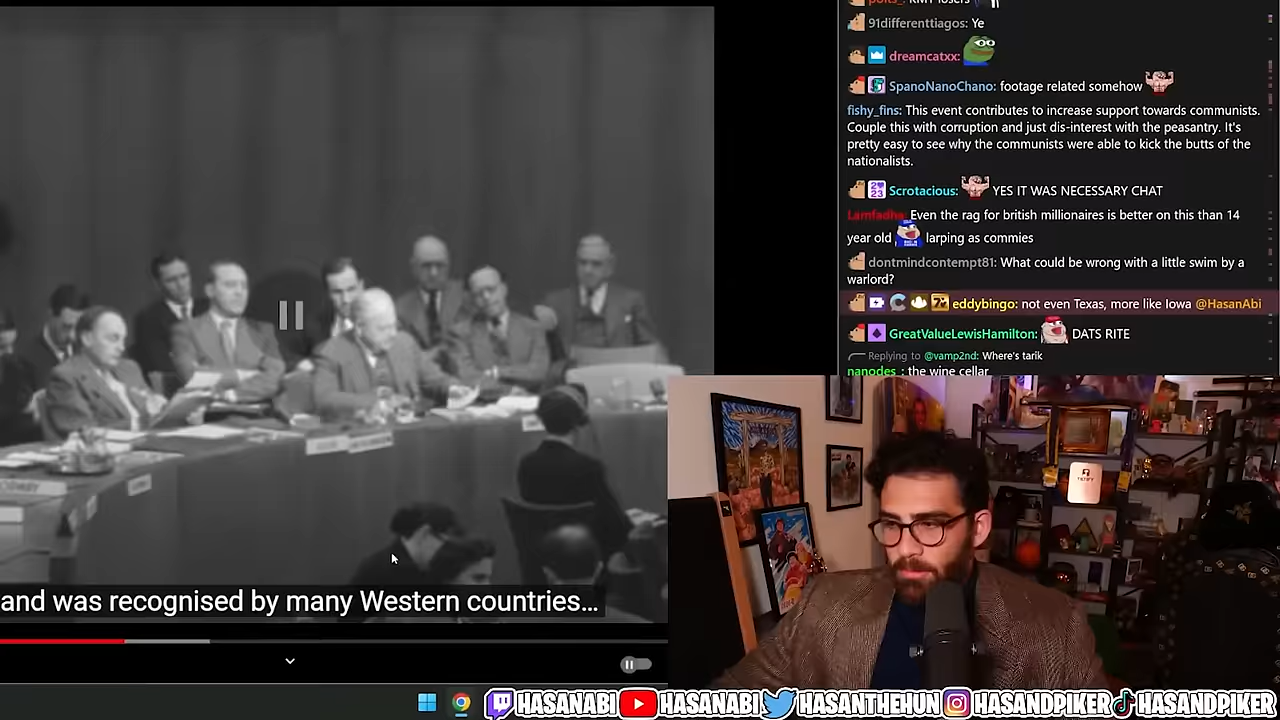 91differenttiagos: Ye
dreamcatxx:
SpanoNanoChano: footage related somehow
fishy_fins: This event contributes to increase support towards communists.
Couple this with corruption and just dis-interest with the peasantry. It's
pretty easy to see why the communists were able to kick the butts of the
nationalists.
Scrotacious: YES IT WAS NECESSARY CHAT
Lamfadha: Even the rag for british millionaires is better on this than 14
year old larping as commies
dontmindcontempt81: What could be wrong with a little swim by a
warlord?
eddybingo: not even Texas, more like Iowa @HasanAbi
GreatValueLewisHamilton: DATS RITE
Replying to @vamp2nd: Where's tarik
nanodes_: the wine cellar
and was recognised by many Western countries...
HASANABI HASANABI HASANTHEHUN HASANDPIKER HASANDPIKER